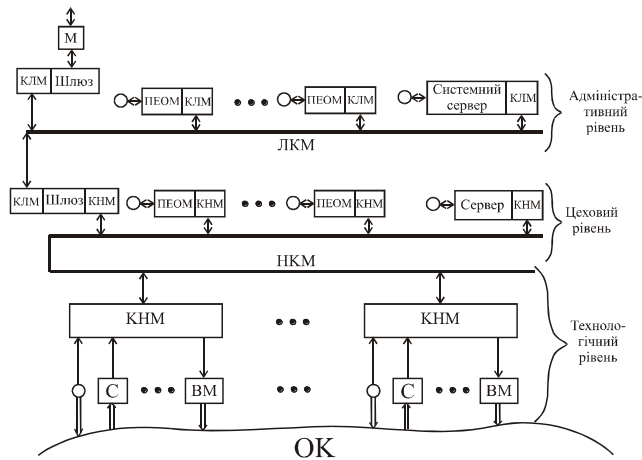 М
КЛМ Шлюз
ПЕОМ КЛМ
ПЕОМ КЛМ
Системний сервер КЛМ
Адміністра-
тивний
рівень
ЛКМ
КЛМ Шлюз КНМ
ПЕОМ КНМ
ПЕОМ КНМ
Сервер КНМ
Цеховий
рівень
НКМ
КНМ
КНМ
Техноло-
гічний
рівень
С
ВМ
С
ВМ
ОК